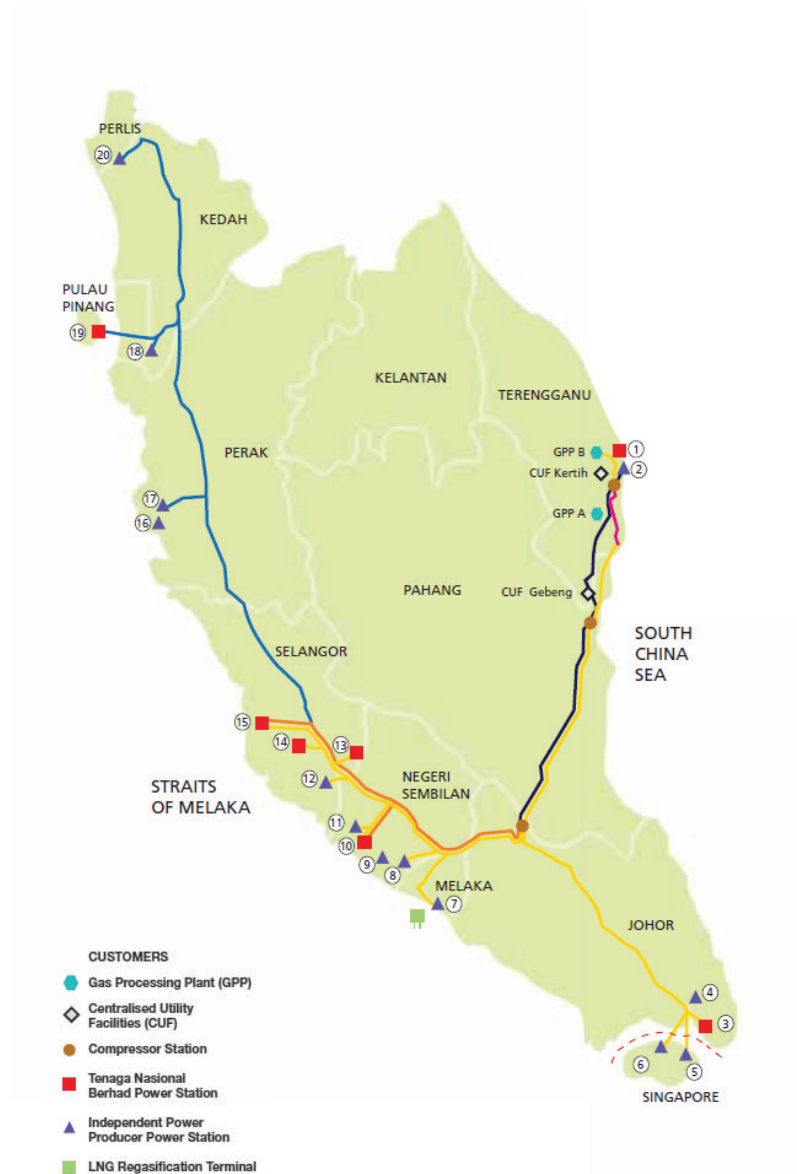 PERLIS
20
KEDAH
PULAU
PINANG
19
18
KELANTAN
TERENGGANU
PERAK
GPP B
1
CUF Kertih
2
17
16
GPP A
PAHANG
CUF Gebeng
SOUTH
CHINA
SEA
SELANGOR
15
14
13
STRAITS
OF MELAKA
12
NEGERI
SEMBILAN
11
10
9
8
MELAKA
7
JOHOR
4
3
6
5
SINGAPORE
CUSTOMERS
Gas Processing Plant (GPP)
Centralised Utility
Facilities (CUF)
Compressor Station
Tenaga Nasional
Berhad Power Station
Independent Power
Producer Power Station
LNG Regasification Terminal